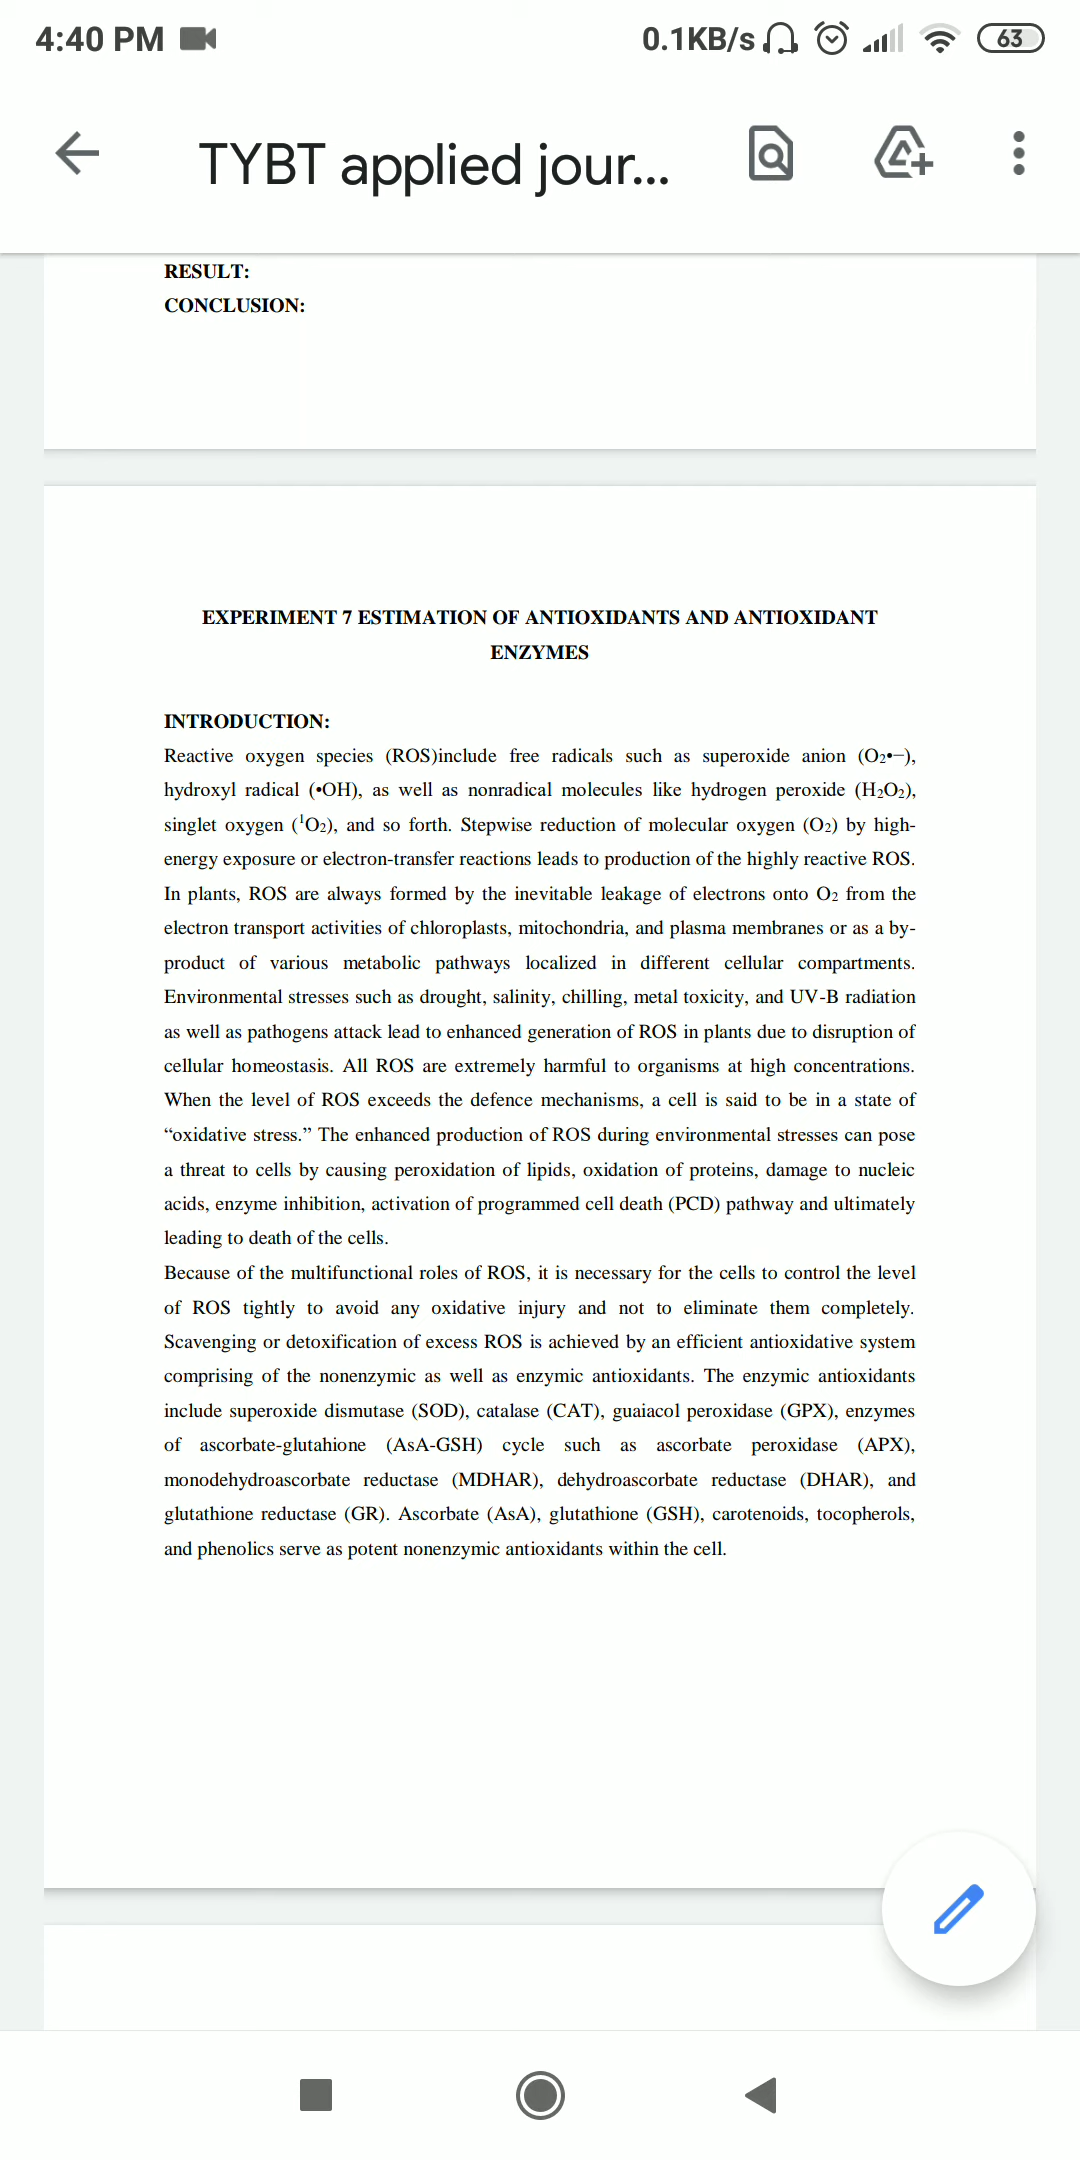 4:40 PM 0.1KB/s 63
TYBT applied jour...
RESULT:
CONCLUSION:
EXPERIMENT 7 ESTIMATION OF ANTIOXIDANTS AND ANTIOXIDANT
ENZYMES
INTRODUCTION:
Reactive oxygen species (ROS)include free radicals such as superoxide anion (O₂•−),
hydroxyl radical (•OH), as well as nonradical molecules like hydrogen peroxide (H₂O₂),
singlet oxygen (¹O₂), and so forth. Stepwise reduction of molecular oxygen (O₂) by high-
energy exposure or electron-transfer reactions leads to production of the highly reactive ROS.
In plants, ROS are always formed by the inevitable leakage of electrons onto O₂ from the
electron transport activities of chloroplasts, mitochondria, and plasma membranes or as a by-
product of various metabolic pathways localized in different cellular compartments.
Environmental stresses such as drought, salinity, chilling, metal toxicity, and UV-B radiation
as well as pathogens attack lead to enhanced generation of ROS in plants due to disruption of
cellular homeostasis. All ROS are extremely harmful to organisms at high concentrations.
When the level of ROS exceeds the defence mechanisms, a cell is said to be in a state of
“oxidative stress.” The enhanced production of ROS during environmental stresses can pose
a threat to cells by causing peroxidation of lipids, oxidation of proteins, damage to nucleic
acids, enzyme inhibition, activation of programmed cell death (PCD) pathway and ultimately
leading to death of the cells.
Because of the multifunctional roles of ROS, it is necessary for the cells to control the level
of ROS tightly to avoid any oxidative injury and not to eliminate them completely.
Scavenging or detoxification of excess ROS is achieved by an efficient antioxidative system
comprising of the nonenzymic as well as enzymic antioxidants. The enzymic antioxidants
include superoxide dismutase (SOD), catalase (CAT), guaiacol peroxidase (GPX), enzymes
of ascorbate-glutahione (AsA-GSH) cycle such as ascorbate peroxidase (APX),
monodehydroascorbate reductase (MDHAR), dehydroascorbate reductase (DHAR), and
glutathione reductase (GR). Ascorbate (AsA), glutathione (GSH), carotenoids, tocopherols,
and phenolics serve as potent nonenzymic antioxidants within the cell.